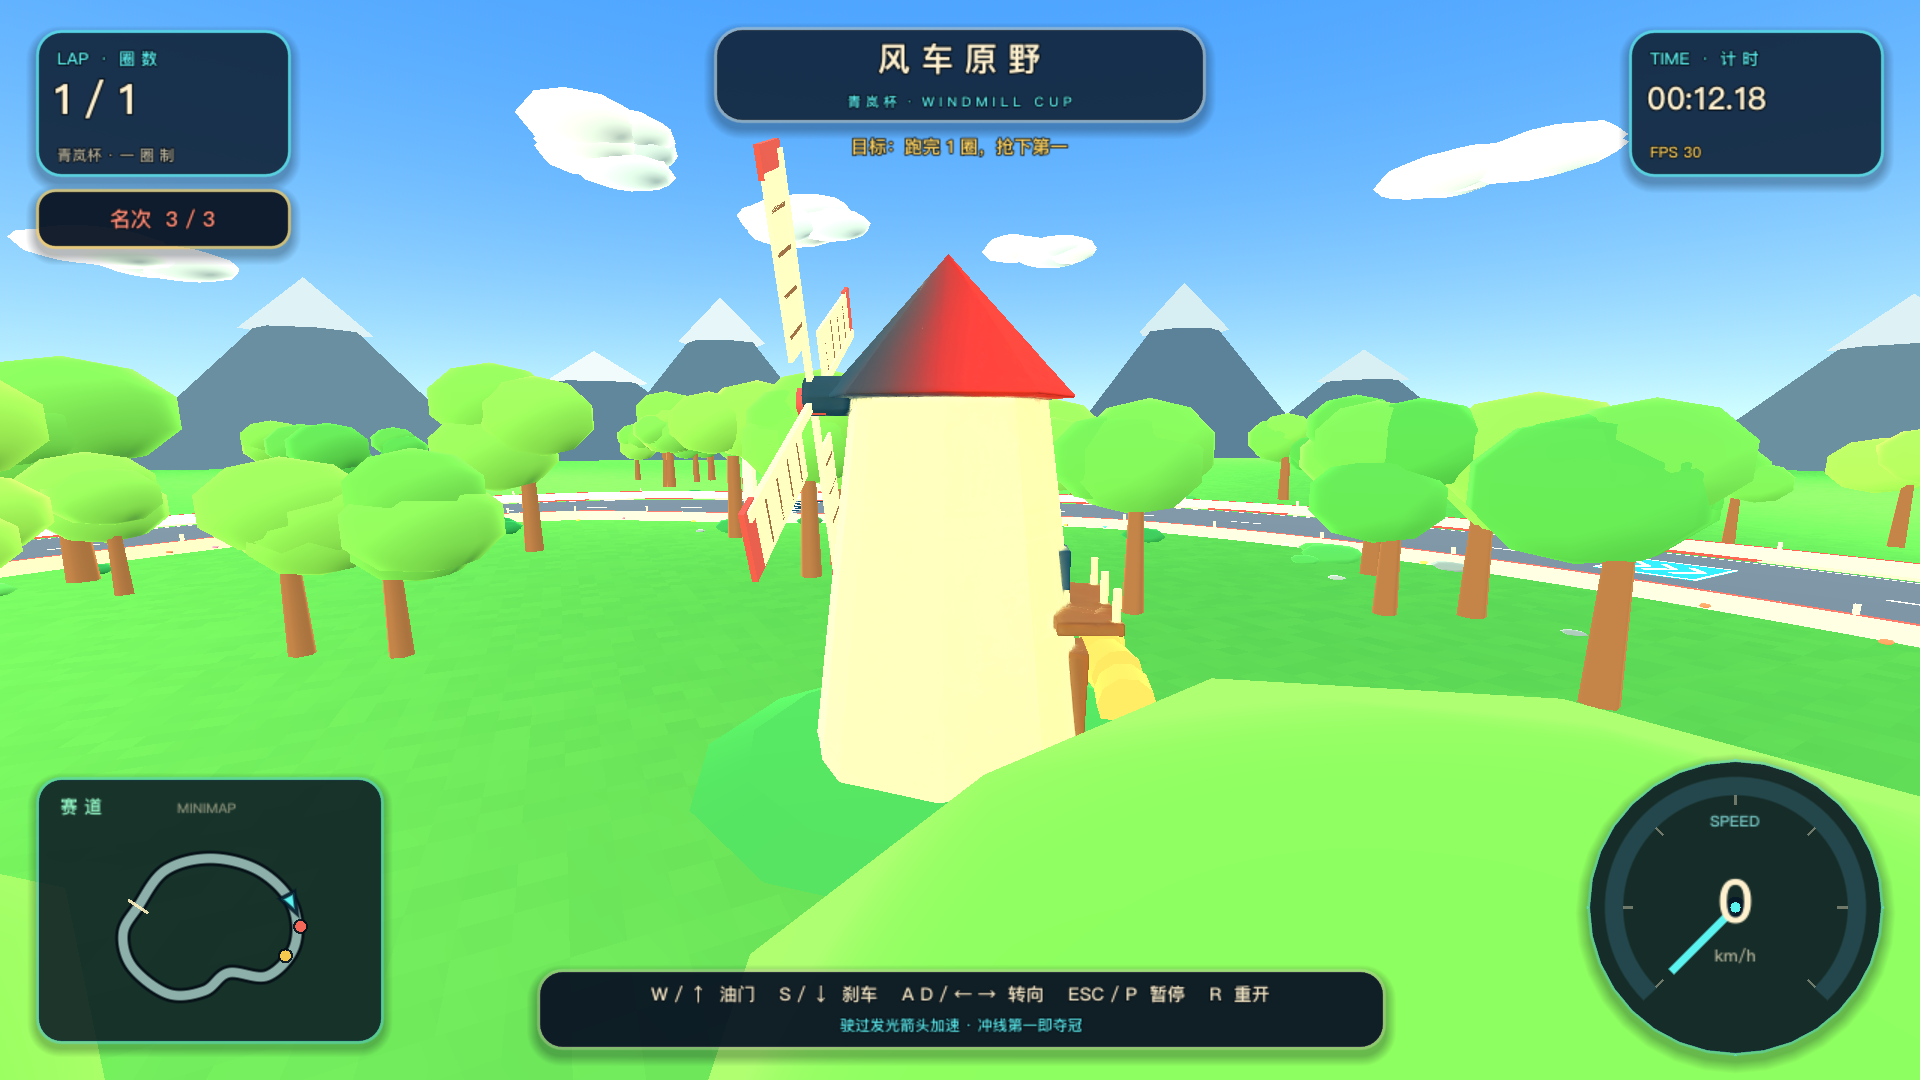 LAP · 圈数
1 / 1
青岚杯 · 一圈制
名次 3 / 3
风车原野
青岚杯 · WINDMILL CUP
目标：跑完 1 圈，抢下第一
TIME · 计时
00:12.18
FPS 30
赛道 MINIMAP
SPEED
0
km/h
W / ↑ 油门 S / ↓ 刹车 A D / ← → 转向 ESC / P 暂停 R 重开
驶过发光箭头加速 · 冲线第一即夺冠